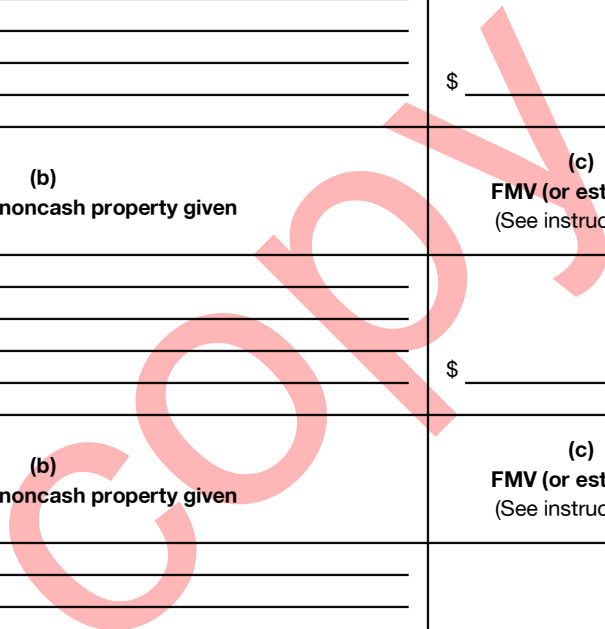 $
(b)
noncash property given
(c)
FMV (or est
(See instruc
$
(b)
noncash property given
(c)
FMV (or est
(See instruc
copy